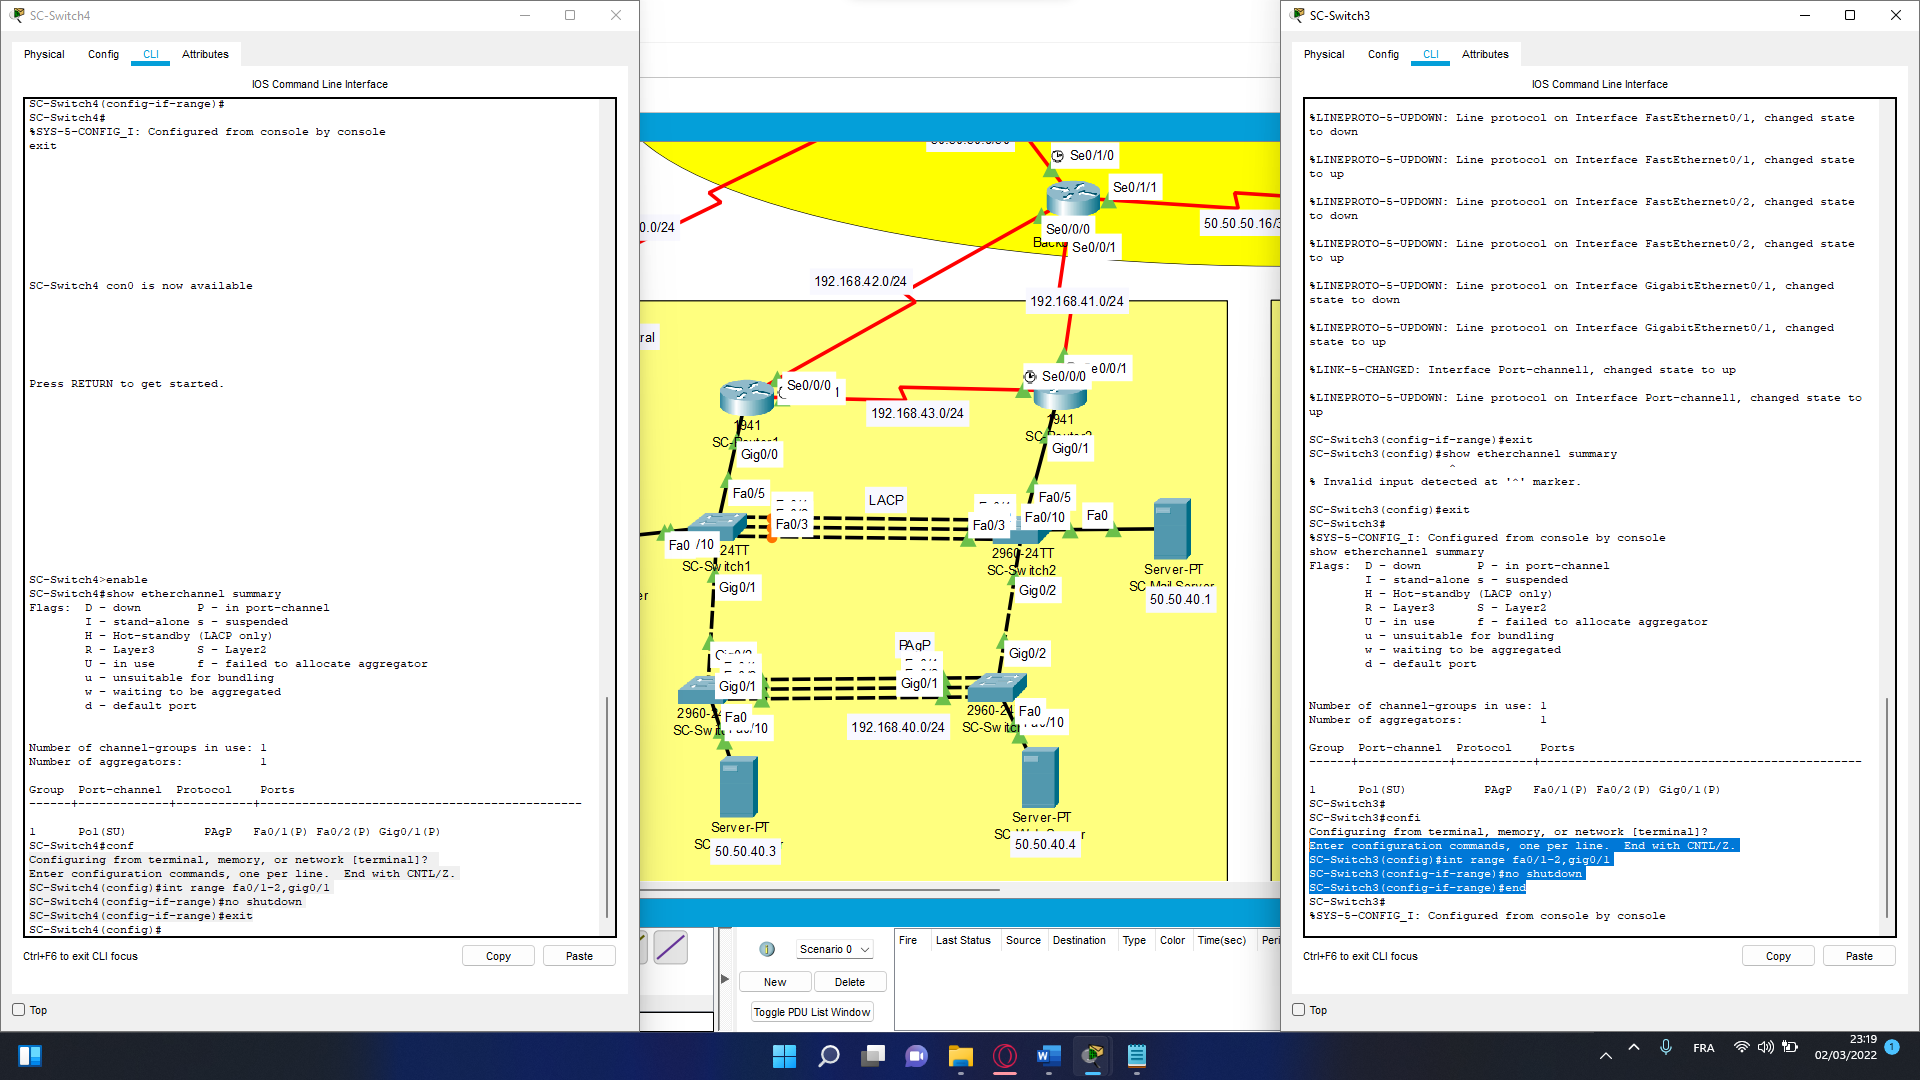 SC-Switch4
Physical
Config
CLI
Attributes
IOS Command Line Interface
SC-Switch4(config-if-range)#
SC-Switch4#
%SYS-5-CONFIG_I: Configured from console by console
exit
SC-Switch4 con0 is now available
Press RETURN to get started.
SC-Switch4>enable
SC-Switch4#show etherchannel summary
Flags:  D - down        P - in port-channel
I - stand-alone s - suspended
H - Hot-standby (LACP only)
R - Layer3      S - Layer2
U - in use      f - failed to allocate aggregator
u - unsuitable for bundling
w - waiting to be aggregated
d - default port
Number of channel-groups in use: 1
Number of aggregators:           1
Group  Port-channel  Protocol    Ports
------+-------------+-----------+----------------------------------------------
1      Po1(SU)           PAgP   Fa0/1(P) Fa0/2(P) Gig0/1(P)
SC-Switch4#conf
Configuring from terminal, memory, or network [terminal]?
Enter configuration commands, one per line.  End with CNTL/Z.
SC-Switch4(config)#int range fa0/1-2,gig0/1
SC-Switch4(config-if-range)#no shutdown
SC-Switch4(config-if-range)#exit
SC-Switch4(config)#
Ctrl+F6 to exit CLI focus
Copy
Paste
Top
Se0/1/0
Se0/1/1
0.0/24
50.50.50.16/3
Se0/0/0
Se0/0/1
192.168.42.0/24
192.168.41.0/24
ral
Se0/0/0
1
Se0/0/0
e0/0/1
192.168.43.0/24
1941
1941
Gig0/0
Gig0/1
Fa0/5
LACP
Fa0/5
Fa0/3
Fa0/3
Fa0/10
Fa0
Fa0
/10
24TT
SC-Switch1
2960-24TT
SC-Switch2
Server-PT
SC Mail Server
50.50.40.1
Gig0/1
Gig0/2
er
PAgP
Gig0/2
Gig0/1
Gig0/1
2960-24
SC-Swit
Fa0
/10
192.168.40.0/24
2960-24
SC-Switc
Fa0
/10
Server-PT
SC
50.50.40.3
Server-PT
50.50.40.4
Scenario 0
New
Delete
Toggle PDU List Window
Fire
Last Status
Source
Destination
Type
Color
Time(sec)
Peri
SC-Switch3
Physical
Config
CLI
Attributes
IOS Command Line Interface
%LINEPROTO-5-UPDOWN: Line protocol on Interface FastEthernet0/1, changed state
to down
%LINEPROTO-5-UPDOWN: Line protocol on Interface FastEthernet0/1, changed state
to up
%LINEPROTO-5-UPDOWN: Line protocol on Interface FastEthernet0/2, changed state
to down
%LINEPROTO-5-UPDOWN: Line protocol on Interface FastEthernet0/2, changed state
to up
%LINEPROTO-5-UPDOWN: Line protocol on Interface GigabitEthernet0/1, changed
state to down
%LINEPROTO-5-UPDOWN: Line protocol on Interface GigabitEthernet0/1, changed
state to up
%LINK-5-CHANGED: Interface Port-channel1, changed state to up
%LINEPROTO-5-UPDOWN: Line protocol on Interface Port-channel1, changed state to
up
SC-Switch3(config-if-range)#exit
SC-Switch3(config)#show etherchannel summary
^
% Invalid input detected at '^' marker.
SC-Switch3(config)#exit
SC-Switch3#
%SYS-5-CONFIG_I: Configured from console by console
show etherchannel summary
Flags:  D - down        P - in port-channel
I - stand-alone s - suspended
H - Hot-standby (LACP only)
R - Layer3      S - Layer2
U - in use      f - failed to allocate aggregator
u - unsuitable for bundling
w - waiting to be aggregated
d - default port
Number of channel-groups in use: 1
Number of aggregators:           1
Group  Port-channel  Protocol    Ports
------+-------------+-----------+----------------------------------------------
1      Po1(SU)           PAgP   Fa0/1(P) Fa0/2(P) Gig0/1(P)
SC-Switch3#
SC-Switch3#confi
Configuring from terminal, memory, or network [terminal]?
Enter configuration commands, one per line.  End with CNTL/Z.
SC-Switch3(config)#int range fa0/1-2,gig0/1
SC-Switch3(config-if-range)#no shutdown
SC-Switch3(config-if-range)#end
SC-Switch3#
%SYS-5-CONFIG_I: Configured from console by console
Ctrl+F6 to exit CLI focus
Copy
Paste
Top
FRA
23:19
02/03/2022
1